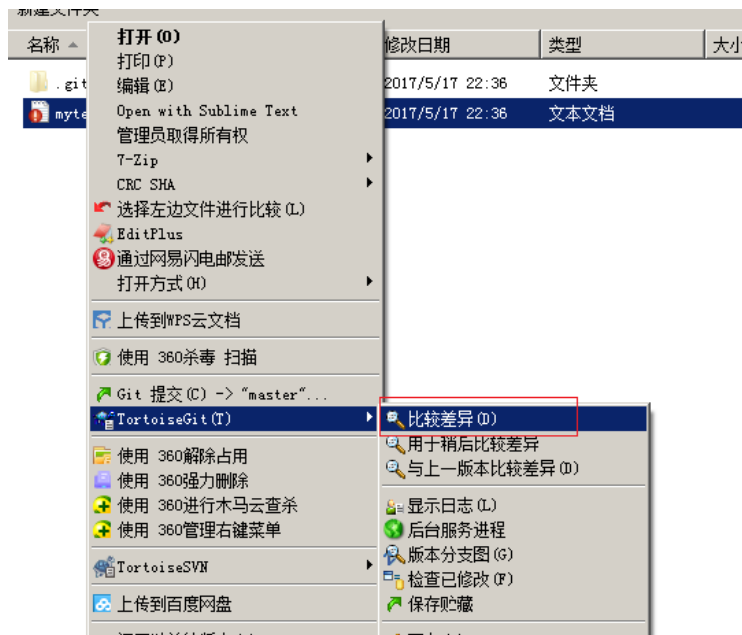 新建文件夹
名称
修改日期
类型
大小
.git
2017/5/17 22:36
文件夹
myte
2017/5/17 22:36
文本文档
打开(O)
打印(P)
编辑(E)
Open with Sublime Text
管理员取得所有权
7-Zip
CRC SHA
选择左边文件进行比较(L)
EditPlus
通过网易闪电邮发送
打开方式(H)
上传到WPS云文档
使用 360杀毒 扫描
Git 提交(C) -> "master"...
TortoiseGit(T)
使用 360解除占用
使用 360强力删除
使用 360进行木马云查杀
使用 360管理右键菜单
TortoiseSVN
上传到百度网盘
比较差异(D)
用于稍后比较差异
与上一版本比较差异(D)
显示日志(L)
后台服务进程
版本分支图(G)
检查已修改(F)
保存贮藏